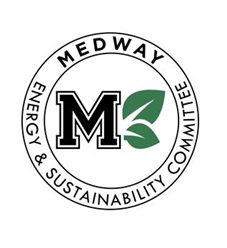 MEDWAY
M
ENERGY & SUSTAINABILITY COMMITTEE